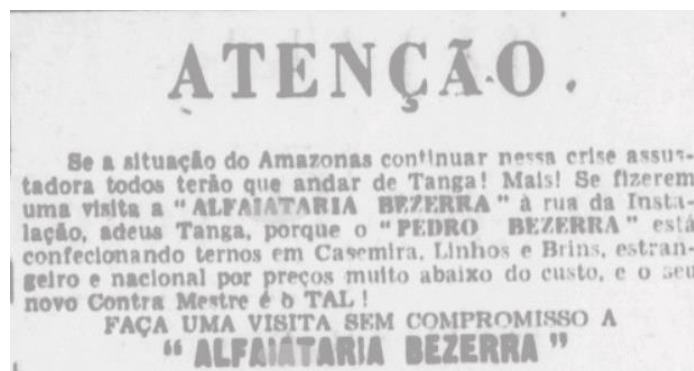 ATENÇÃO.
Se a situação do Amazonas continuar nessa crise assus-
tadora todos terão que andar de Tanga! Mais! Se fizerem
uma visita a "ALFAIATARIA BEZERRA" à rua da Insta-
lação, adeus Tanga, porque o "PEDRO BEZERRA" está
confecionando ternos em Casemira, Linhos e Brins, estran-
geiro e nacional por preços muito abaixo do custo, e o seu
novo Contra Mestre é o TAL!
FAÇA UMA VISITA SEM COMPROMISSO A
"ALFAIATARIA BEZERRA"